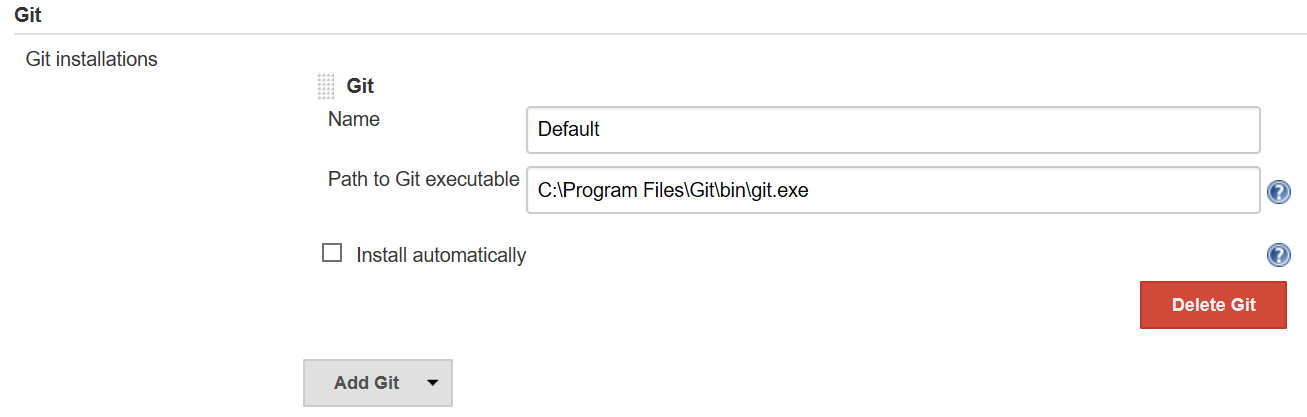 Git
Git installations
Git
Name
Default
Path to Git executable
C:\Program Files\Git\bin\git.exe
?
Install automatically
?
Delete Git
Add Git